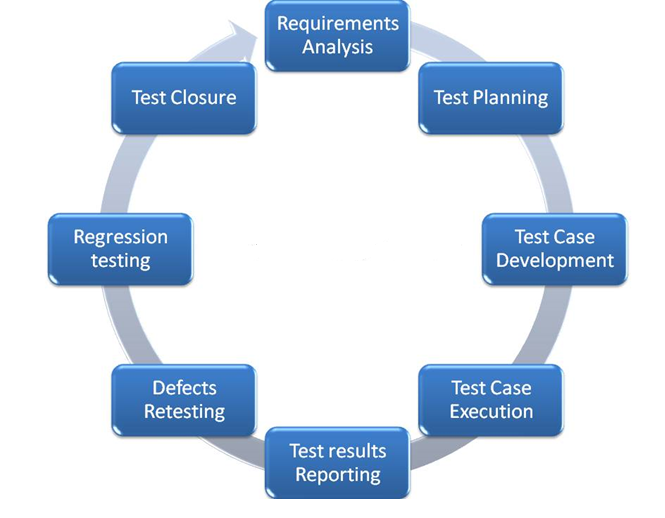 Requirements
Analysis
Test Planning
Test Case
Development
Test Case
Execution
Test results
Reporting
Defects
Retesting
Regression
testing
Test Closure